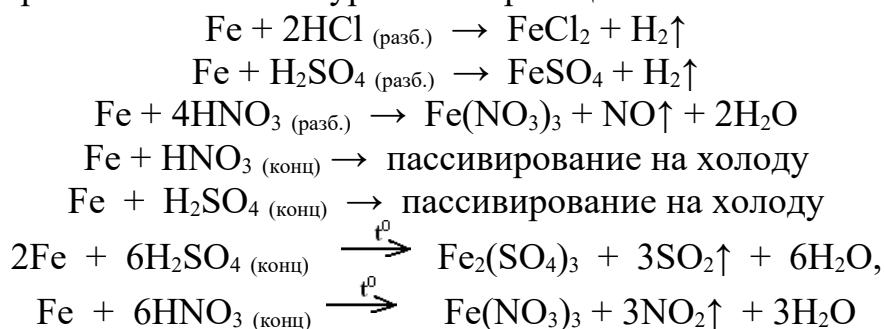 Fe + 2HCl (разб.) → FeCl₂ + H₂↑
Fe + H₂SO₄ (разб.) → FeSO₄ + H₂↑
Fe + 4HNO₃ (разб.) → Fe(NO₃)₃ + NO↑ + 2H₂O
Fe + HNO₃ (конц) → пассивирование на холоду
Fe + H₂SO₄ (конц) → пассивирование на холоду
2Fe + 6H₂SO₄ (конц) t⁰→ Fe₂(SO₄)₃ + 3SO₂↑ + 6H₂O,
Fe + 6HNO₃ (конц) t⁰→ Fe(NO₃)₃ + 3NO₂↑ + 3H₂O